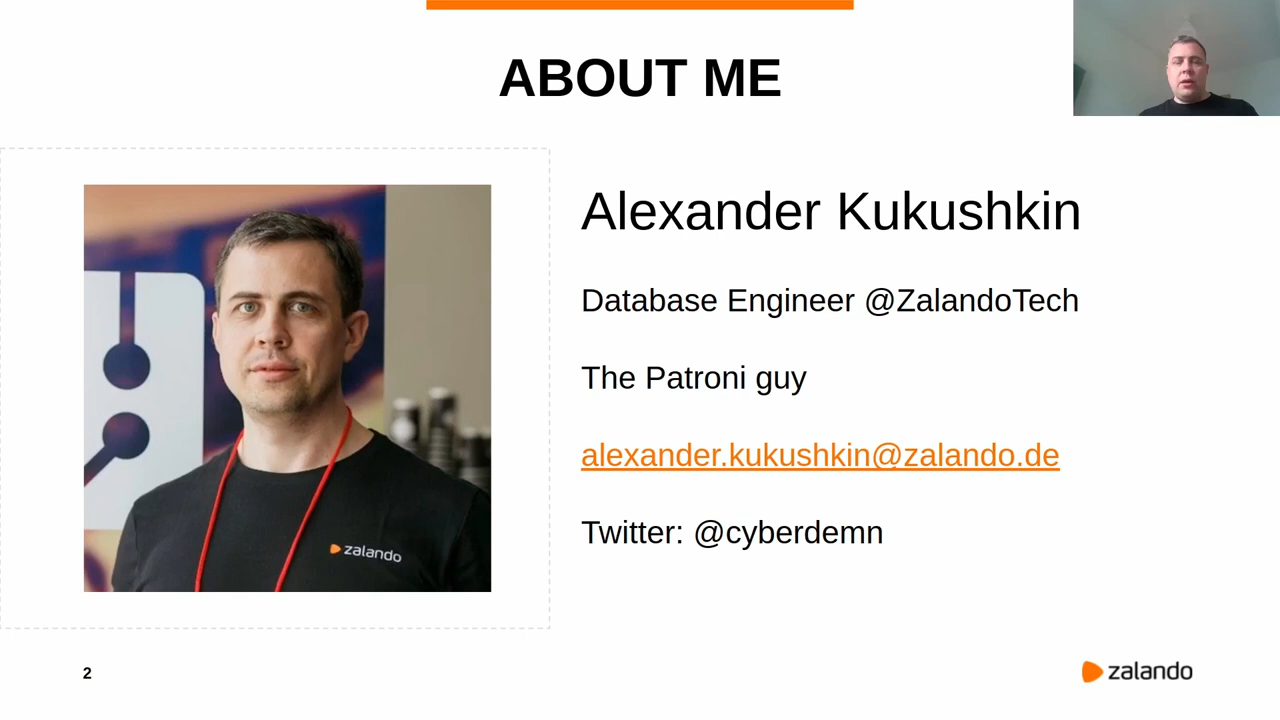 ABOUT ME
Alexander Kukushkin
Database Engineer @ZalandoTech
The Patroni guy
alexander.kukushkin@zalando.de
Twitter: @cyberdemn
zalando
2
zalando